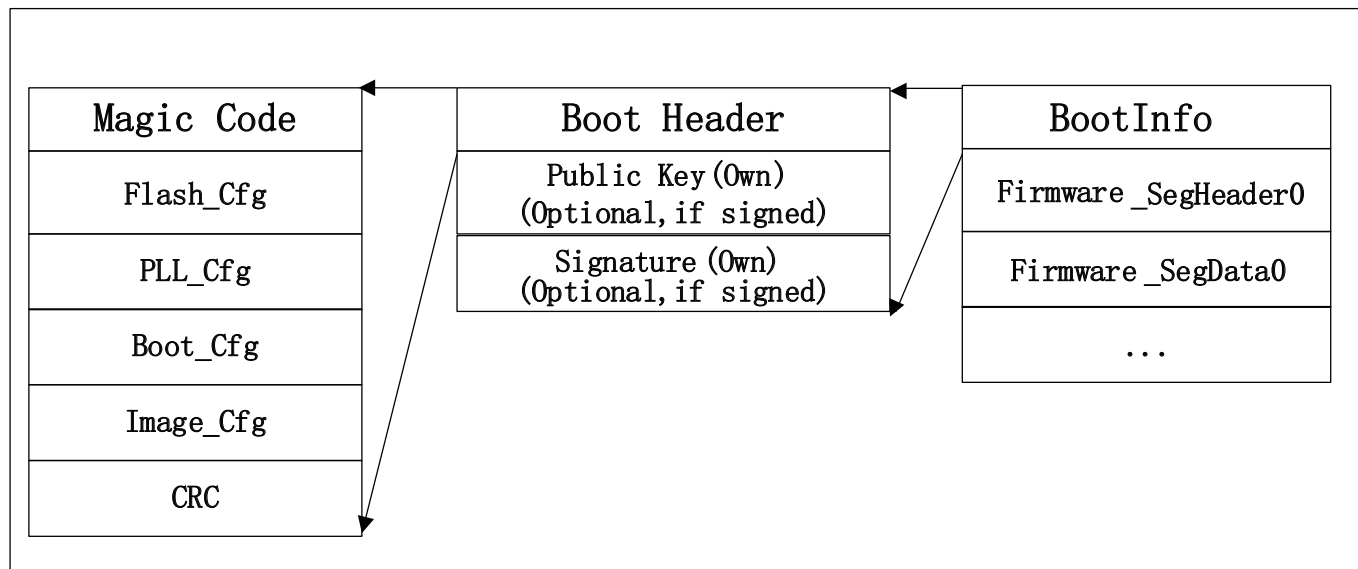 Magic Code
Flash_Cfg
PLL_Cfg
Boot_Cfg
Image_Cfg
CRC
Boot Header
Public Key(Own)
(Optional,if signed)
Signature(Own)
(Optional,if signed)
BootInfo
Firmware_SegHeader0
Firmware_SegData0
...